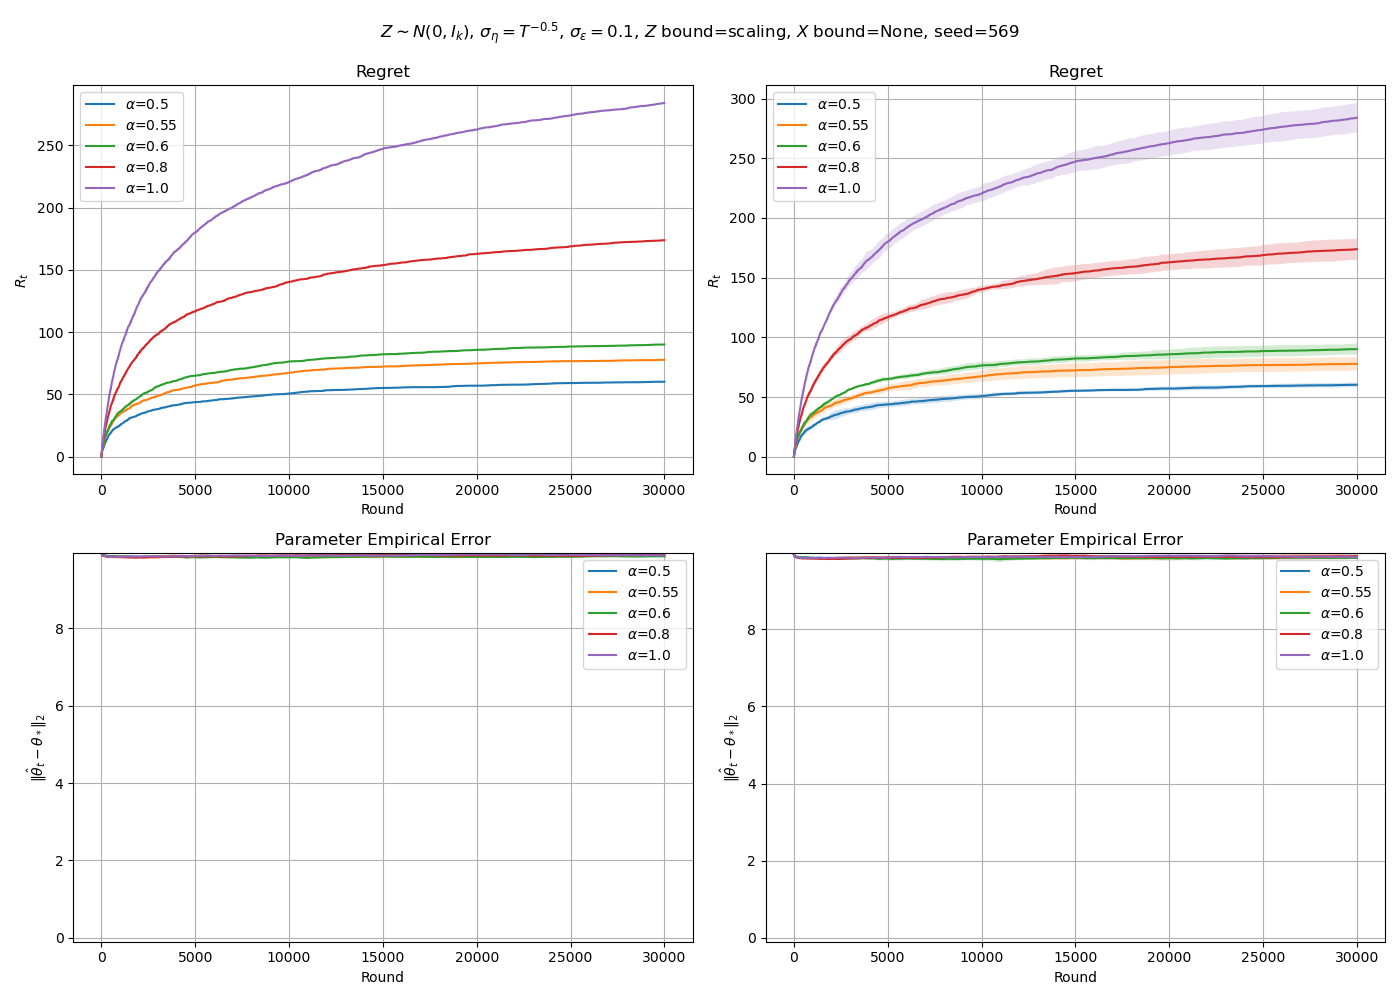 Z ∼ N(0, I_k), σ_η = T^{−0.5}, σ_ε = 0.1, Z bound=scaling, X bound=None, seed=569
Regret
R_t
250
200
150
100
50
0
0 5000 10000 15000 20000 25000 30000
Round
α=0.5
α=0.55
α=0.6
α=0.8
α=1.0
Regret
R_t
300
250
200
150
100
50
0
0 5000 10000 15000 20000 25000 30000
Round
α=0.5
α=0.55
α=0.6
α=0.8
α=1.0
Parameter Empirical Error
‖θ̂_t − θ_*‖_2
8
6
4
2
0
0 5000 10000 15000 20000 25000 30000
Round
α=0.5
α=0.55
α=0.6
α=0.8
α=1.0
Parameter Empirical Error
‖θ̂_t − θ_*‖_2
8
6
4
2
0
0 5000 10000 15000 20000 25000 30000
Round
α=0.5
α=0.55
α=0.6
α=0.8
α=1.0